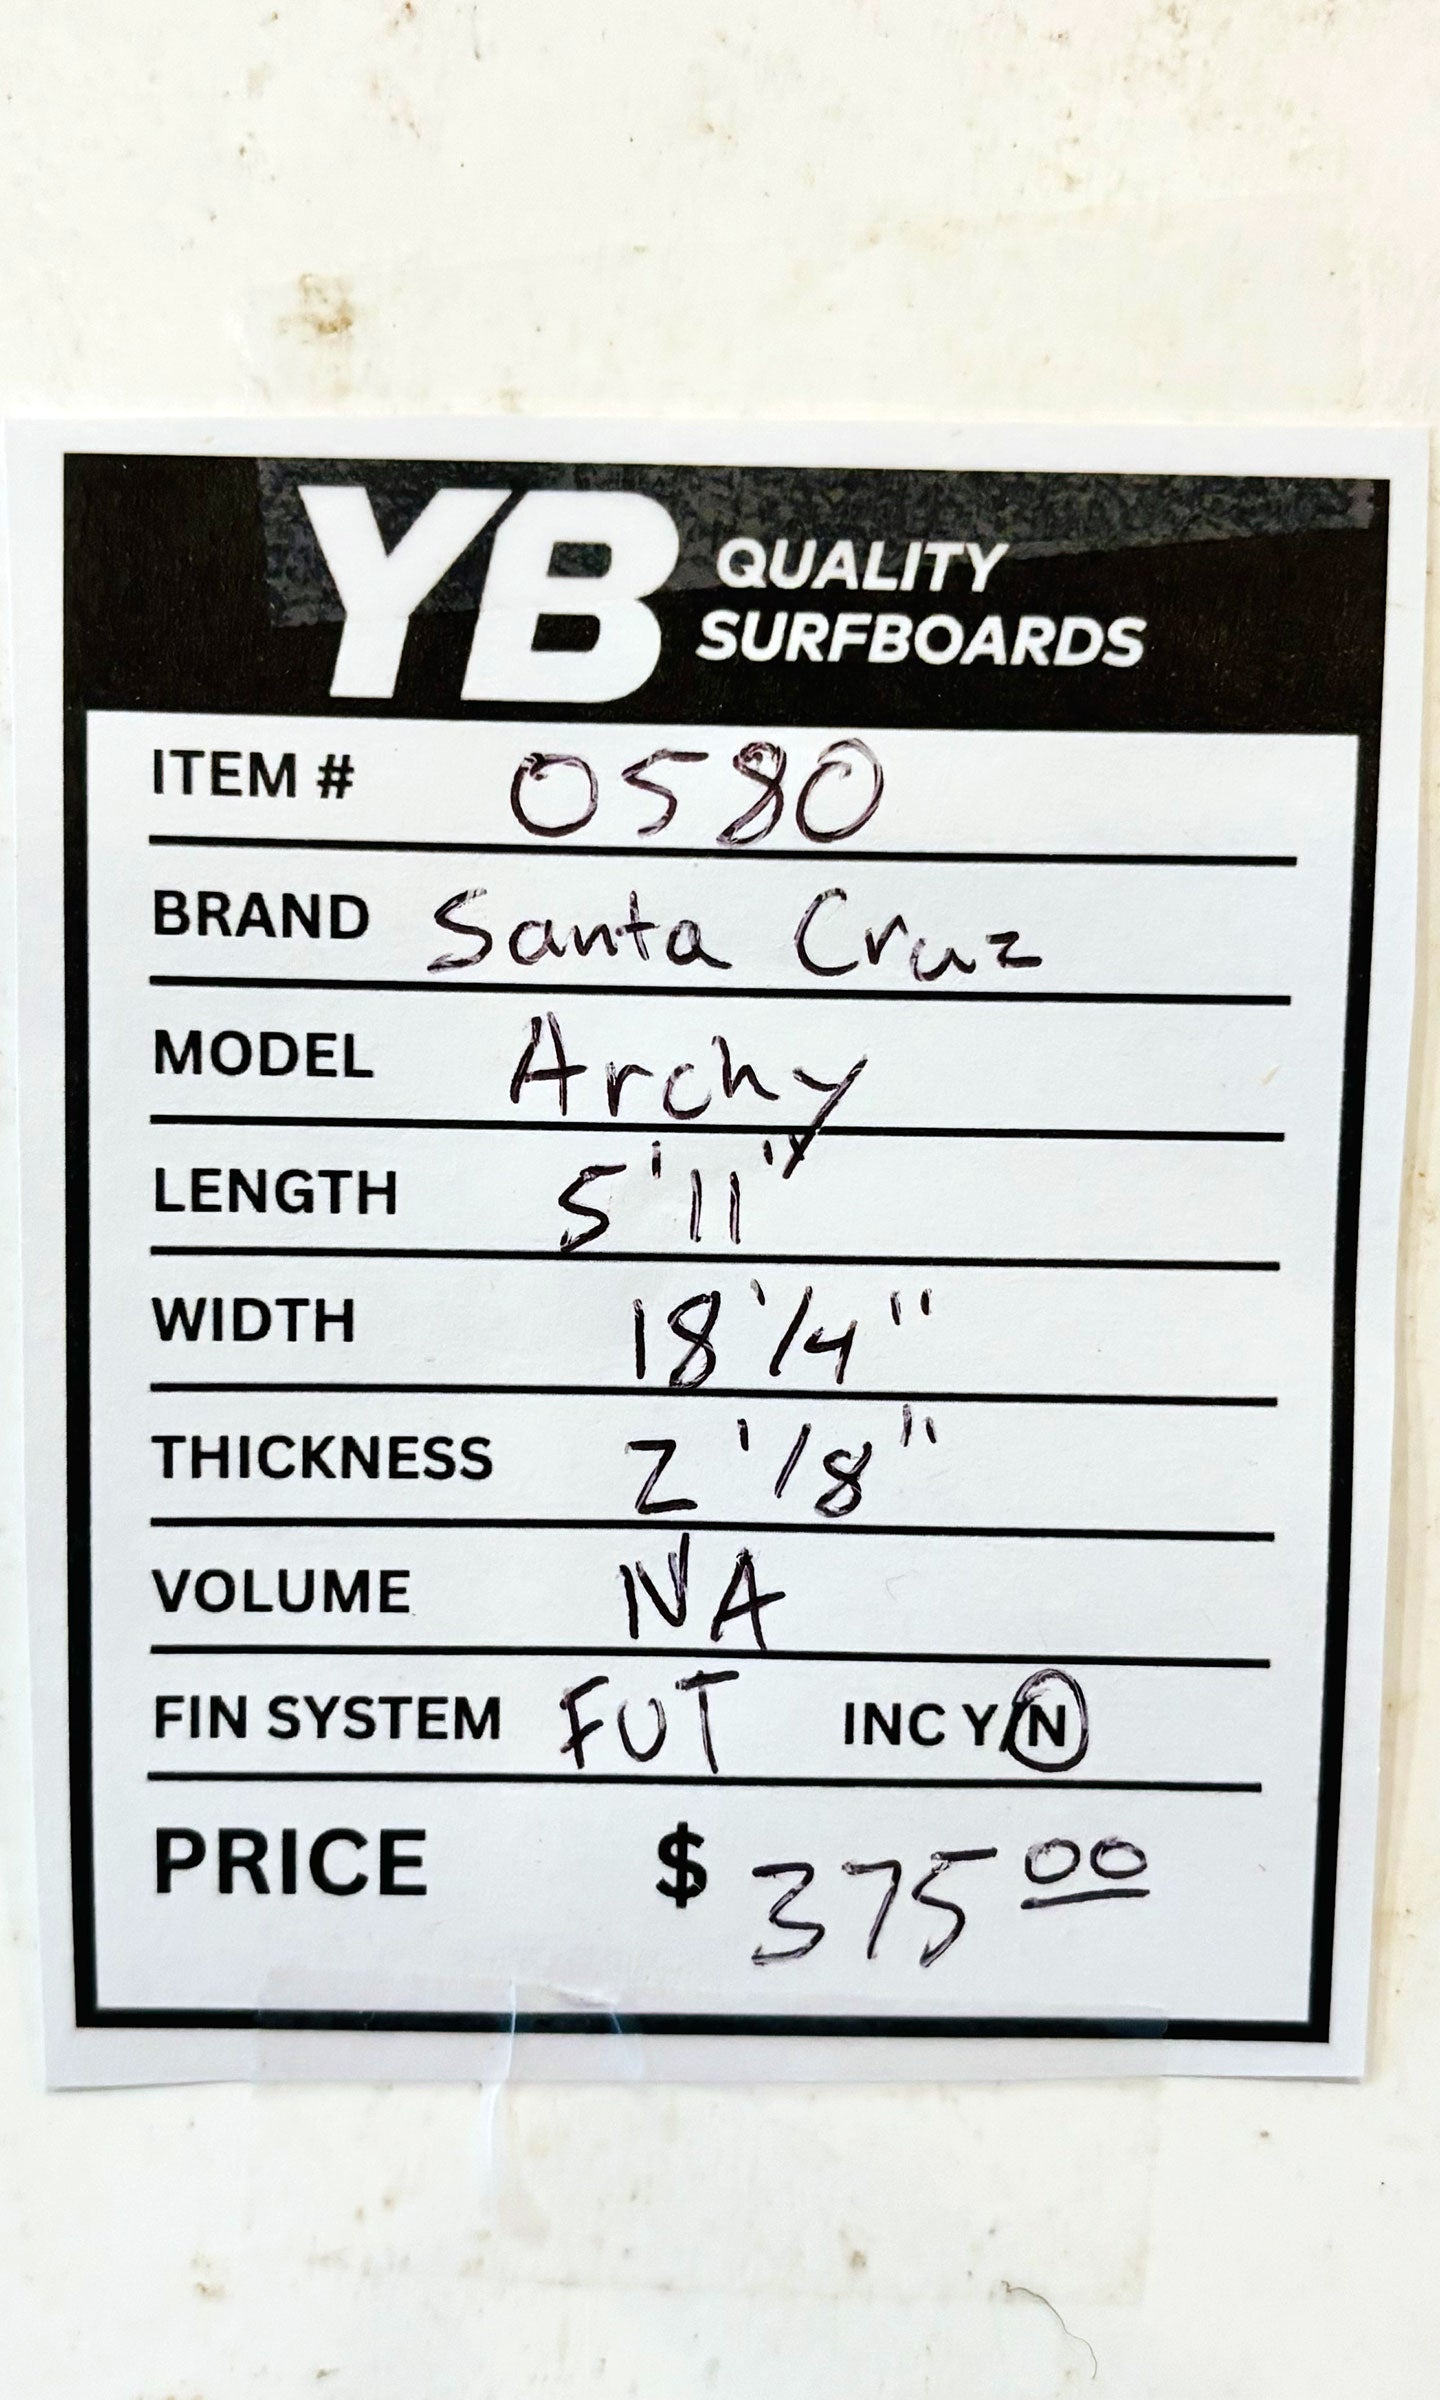 YB QUALITY
SURFBOARDS
ITEM # 0580
BRAND Santa Cruz
MODEL Archy
LENGTH 5'11"
WIDTH 18 1/4"
THICKNESS 2 1/8"
VOLUME NA
FIN SYSTEM FUT INC Y/N
PRICE $ 375 00